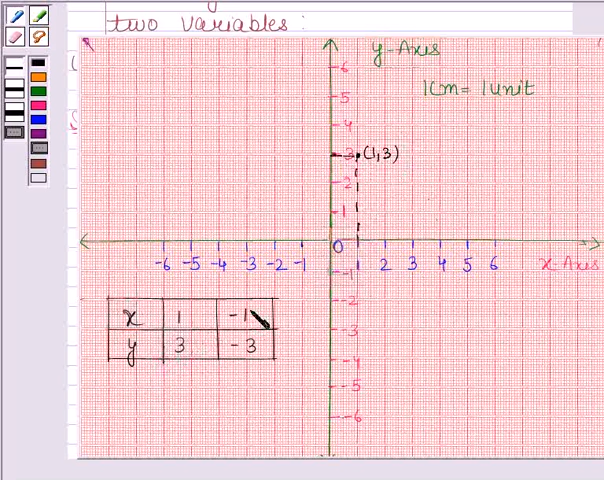 two variables :
y-Axis
1cm = 1unit
6
5
4
3 (1,3)
2
1
-6 -5 -4 -3 -2 -1 0 1 2 3 4 5 6 x-Axis
-1
-2
-3
-4
-5
-6
x 1 -1
y 3 -3